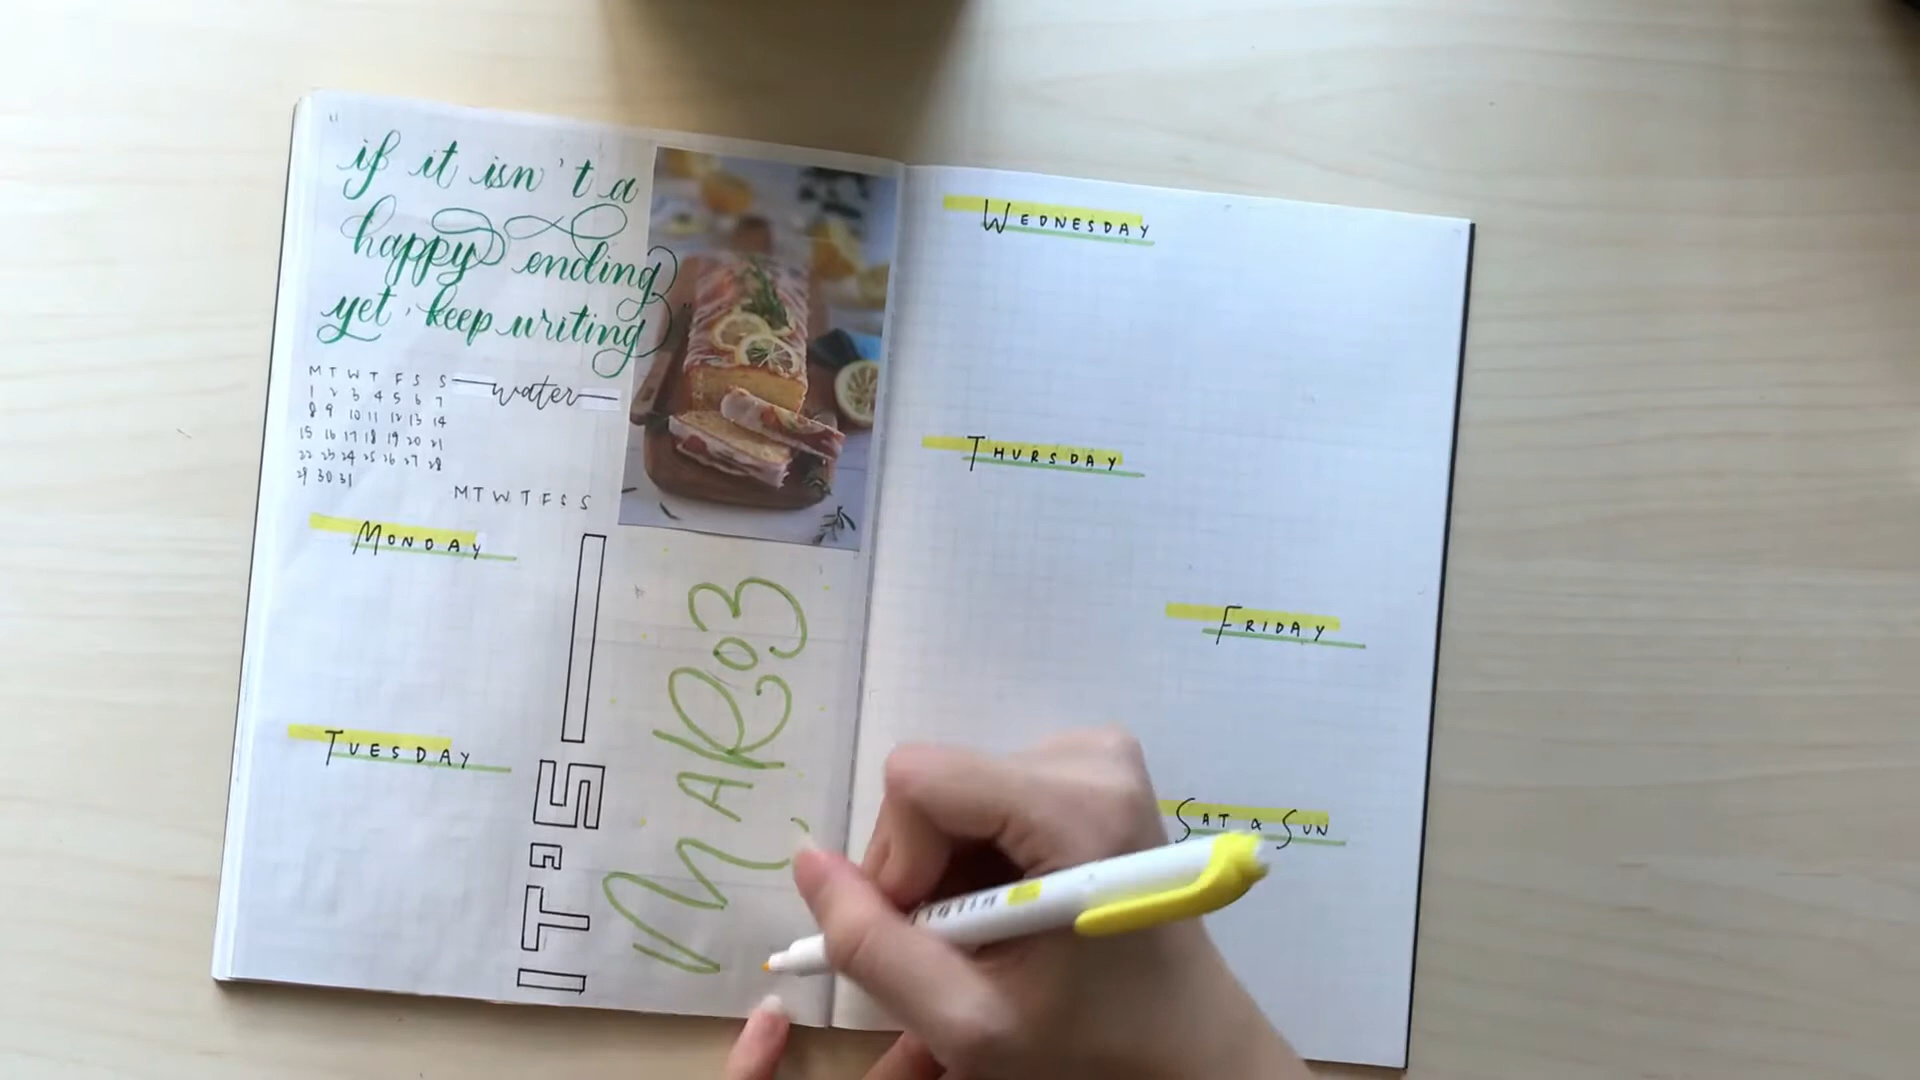 "
if it isn't a
happy ending
yet, keep writing"
M T W T F S S
1 2 3 4 5 6 7
8 9 10 11 12 13 14
15 16 17 18 19 20 21
22 23 24 25 26 27 28
29 30 31
water
M T W T F S S
MONDAY
TUESDAY
IT'S
MAR03
WEDNESDAY
THURSDAY
FRIDAY
SAT & SUN